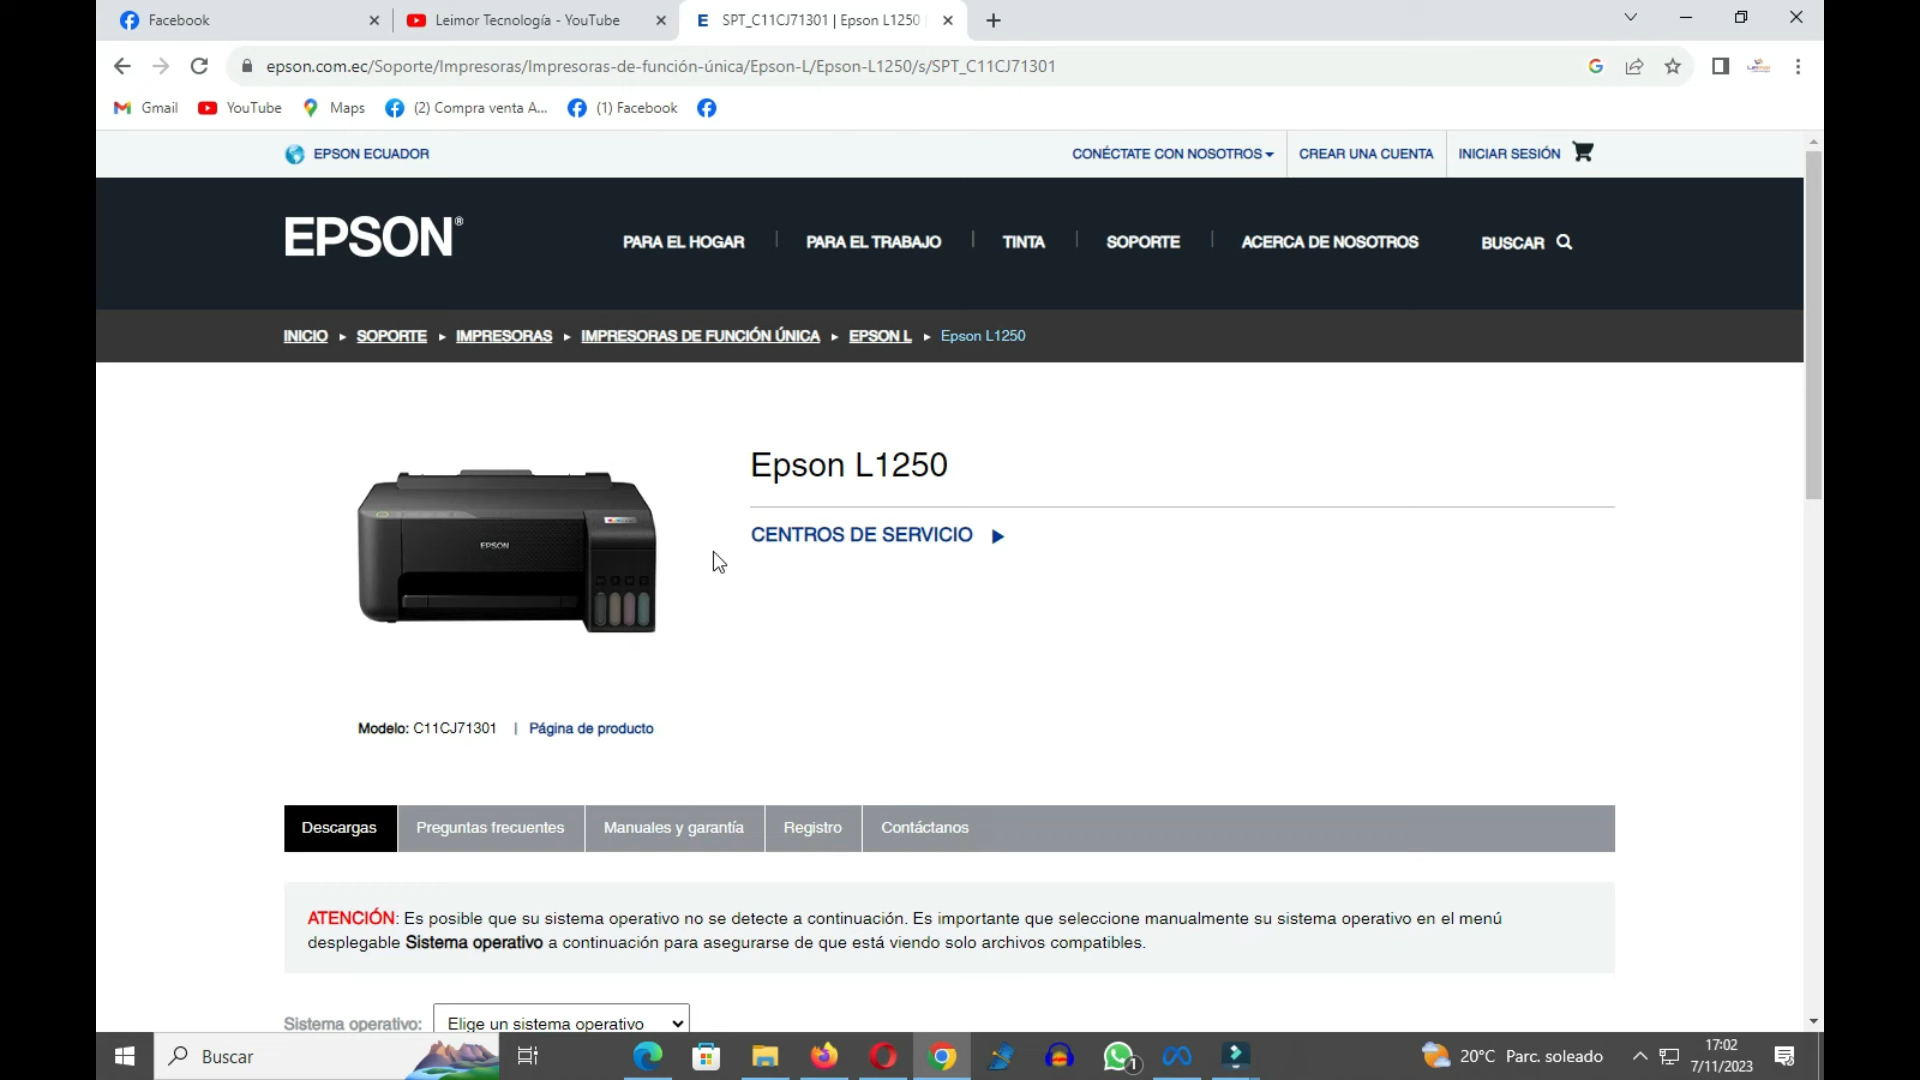 Facebook
Leimor Tecnología - YouTube
E SPT_C11CJ71301 | Epson L1250
epson.com.ec/Soporte/Impresoras/Impresoras-de-función-única/Epson-L/Epson-L1250/s/SPT_C11CJ71301
Gmail YouTube Maps (2) Compra venta A... (1) Facebook
EPSON ECUADOR CONÉCTATE CON NOSOTROS CREAR UNA CUENTA INICIAR SESIÓN
EPSON® PARA EL HOGAR | PARA EL TRABAJO | TINTA | SOPORTE | ACERCA DE NOSOTROS BUSCAR
INICIO ▸ SOPORTE ▸ IMPRESORAS ▸ IMPRESORAS DE FUNCIÓN ÚNICA ▸ EPSON L ▸ Epson L1250
Epson L1250
CENTROS DE SERVICIO
EPSON
Modelo: C11CJ71301 | Página de producto
Descargas Preguntas frecuentes Manuales y garantía Registro Contáctanos
ATENCIÓN: Es posible que su sistema operativo no se detecte a continuación. Es importante que seleccione manualmente su sistema operativo en el menú
desplegable Sistema operativo a continuación para asegurarse de que está viendo solo archivos compatibles.
Sistema operativo: Elige un sistema operativo
Buscar 1 20°C Parc. soleado 17:02
7/11/2023